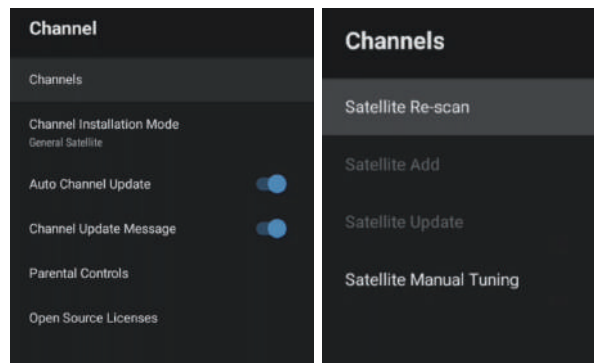 Channel
Channels
Channel Installation Mode
General Satellite
Auto Channel Update
Channel Update Message
Parental Controls
Open Source Licenses
Channels
Satellite Re-scan
Satellite Add
Satellite Update
Satellite Manual Tuning